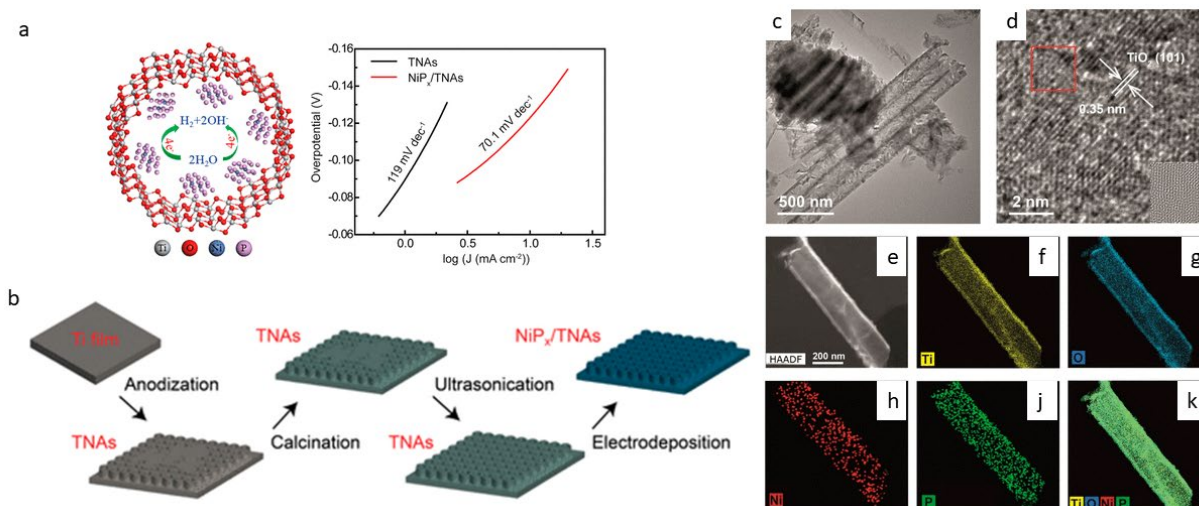 a
H2+2OH-
4e-
4e-
2H2O
Ti
O
Ni
P
Overpotential (V)
-0.16
-0.14
-0.12
-0.10
-0.08
-0.06
TNAs
NiPx/TNAs
119 mV dec⁻¹
70.1 mV dec⁻¹
0.0
0.5
1.0
1.5
log (J (mA cm⁻²))
b
Ti film
Anodization
TNAs
Calcination
TNAs
Ultrasonication
TNAs
Electrodeposition
NiPx/TNAs
c
500 nm
d
TiO2 (101)
0.35 nm
2 nm
e
HAADF
200 nm
f
Ti
g
O
h
Ni
j
P
k
Ti O Ni P